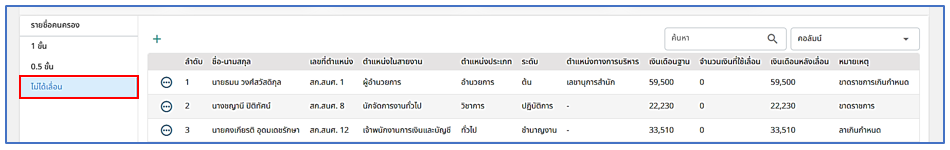 รายชื่อคนครอง
1 ขั้น
0.5 ขั้น
ไม่ได้เลื่อน
+ ค้นหา คอลัมน์
ลำดับ ชื่อ-นามสกุล เลขที่ตำแหน่ง ตำแหน่งในสายงาน ตำแหน่งประเภท ระดับ ตำแหน่งทางการบริหาร เงินเดือนฐาน จำนวนเงินที่ใช้เลื่อน เงินเดือนหลังเลื่อน หมายเหตุ
1 นายธมนน วงศ์สวัสดิกุล สก.สนศ. 1 ผู้อำนวยการ อำนวยการ ต้น เลขานุการสำนัก 59,500 0 59,500 ขาดราชการเกินกำหนด
2 นางชญานี ปิติทัศน์ สก.สนศ. 8 นักจัดการงานทั่วไป วิชาการ ปฏิบัติการ - 22,230 0 22,230 ขาดราชการ
3 นายคงเกียรติ อุดมเดชรักษา สก.สนศ. 12 เจ้าพนักงานการเงินและบัญชี ทั่วไป ชำนาญงาน - 33,510 0 33,510 ลาเกินกำหนด